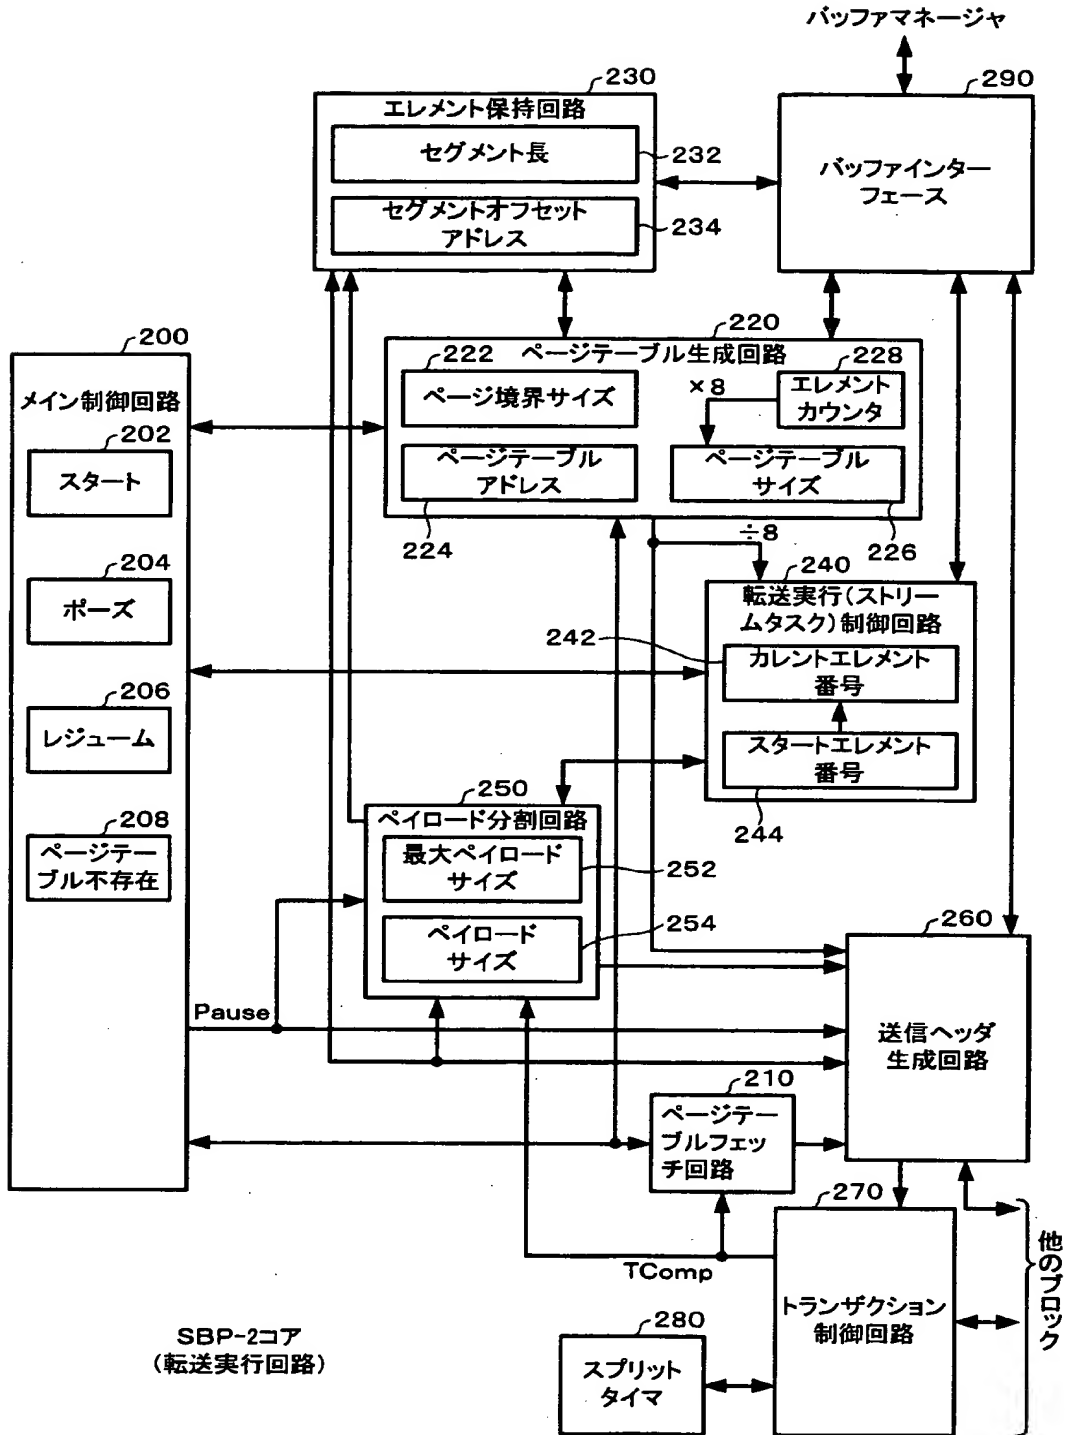 バッファマネージャ
230
エレメント保持回路
セグメント長
232
セグメントオフセット
アドレス
234
290
バッファインター
フェース
200
メイン制御回路
202
スタート
204
ポーズ
206
レジューム
208
ページテー
ブル不存在
220
ページテーブル生成回路
222
ページ境界サイズ
228
エレメント
カウンタ
×8
ページテーブル
アドレス
224
ページテーブル
サイズ
226
÷8
240
転送実行(ストリー
ムタスク)制御回路
242
カレントエレメント
番号
スタートエレメント
番号
244
250
ペイロード分割回路
最大ペイロード
サイズ
252
ペイロード
サイズ
254
260
送信ヘッダ
生成回路
Pause
210
ページテー
ブルフェッ
チ回路
TComp
270
トランザクション
制御回路
280
スプリット
タイマ
他のブロック
SBP-2コア
(転送実行回路)